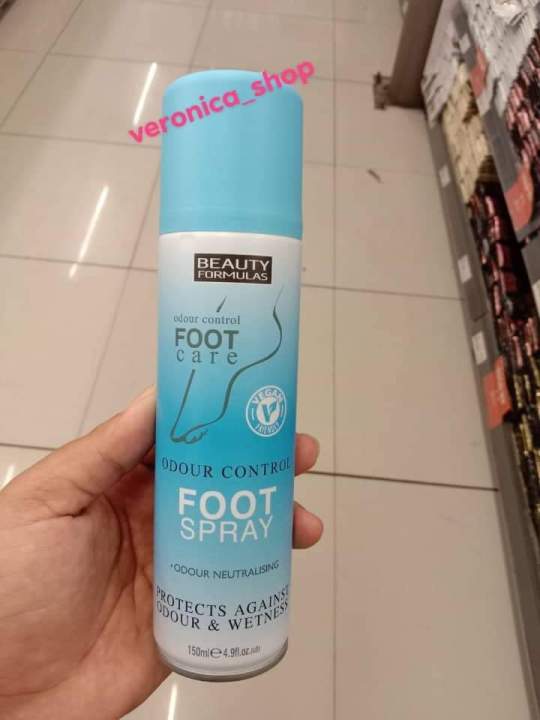 veronica_shop
BEAUTY
FORMULAS
odour control
FOOT
care
VEGAN
V
FRIENDLY
ODOUR CONTROL
FOOT
SPRAY
•ODOUR NEUTRALISING
PROTECTS AGAINST
ODOUR & WETNESS
150ml℮4.9fl.oz.